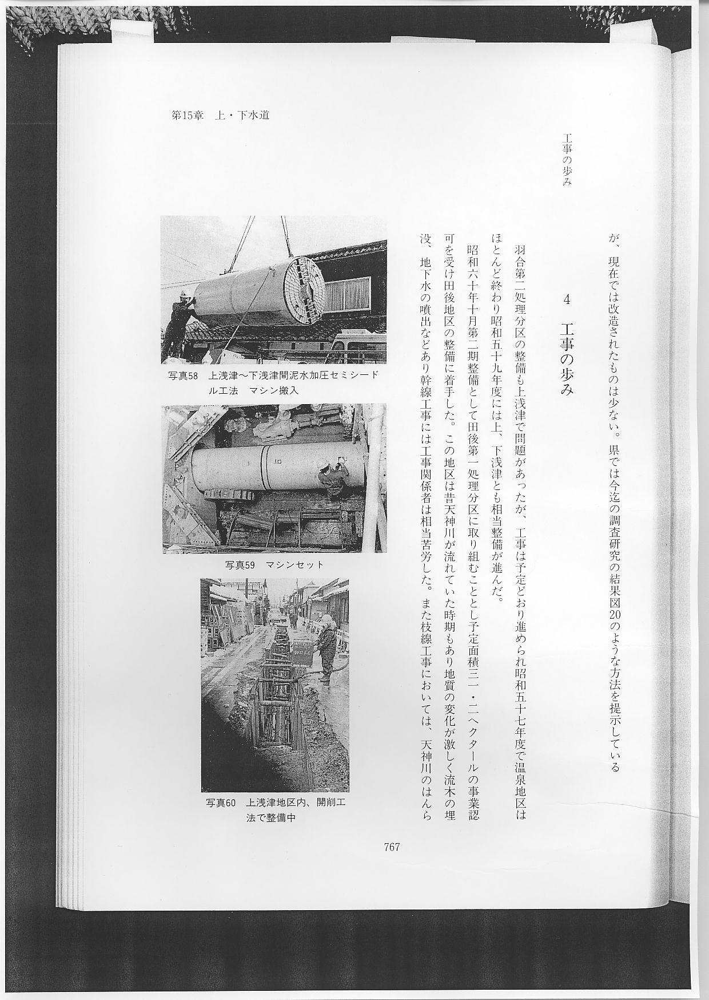 第15章　上・下水道
工事の歩み
が、現在では改造されたものは少ない。県では今迄の調査研究の結果図20のような方法を提示している
4　工事の歩み
羽合第二処理分区の整備も上浅津で問題があったが、工事は予定どおり進められ昭和五十七年度で温泉地区は
ほとんど終わり昭和五十九年度には上、下浅津とも相当整備が進んだ。
昭和六十年十月第二期整備として田後第一処理分区に取り組むこととし予定面積三一・二ヘクタールの事業認
可を受け田後地区の整備に着手した。この地区は昔天神川が流れていた時期もあり地質の変化が激しく流木の埋
没、地下水の噴出などあり幹線工事には工事関係者は相当苦労した。また枝線工事においては、天神川のはんら
写真58　上浅津〜下浅津間泥水加圧セミシード
ル工法　マシン搬入
写真59　マシンセット
写真60　上浅津地区内、開削工
法で整備中
767